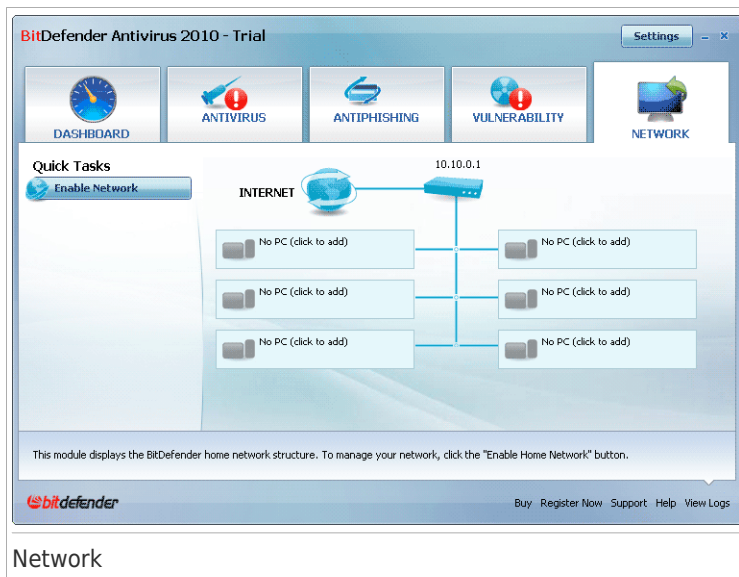 BitDefender Antivirus 2010 - Trial
Settings
DASHBOARD
ANTIVIRUS
ANTIPHISHING
VULNERABILITY
NETWORK
Quick Tasks
Enable Network
10.10.0.1
INTERNET
No PC (click to add)
No PC (click to add)
No PC (click to add)
No PC (click to add)
No PC (click to add)
No PC (click to add)
This module displays the BitDefender home network structure. To manage your network, click the "Enable Home Network" button.
bitdefender
Buy Register Now Support Help View Logs
Network